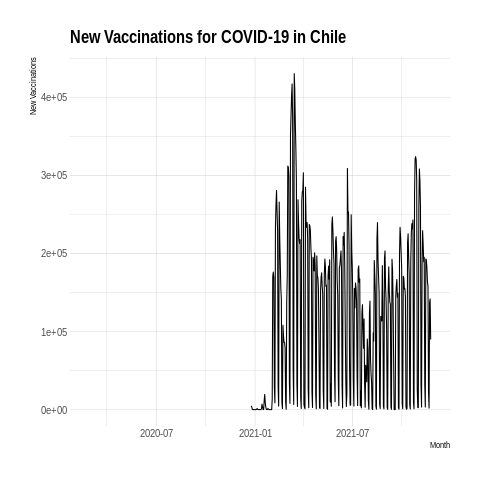 New Vaccinations for COVID-19 in Chile
New Vaccinations
4e+05
3e+05
2e+05
1e+05
0e+00
2020-07
2021-01
2021-07
Month